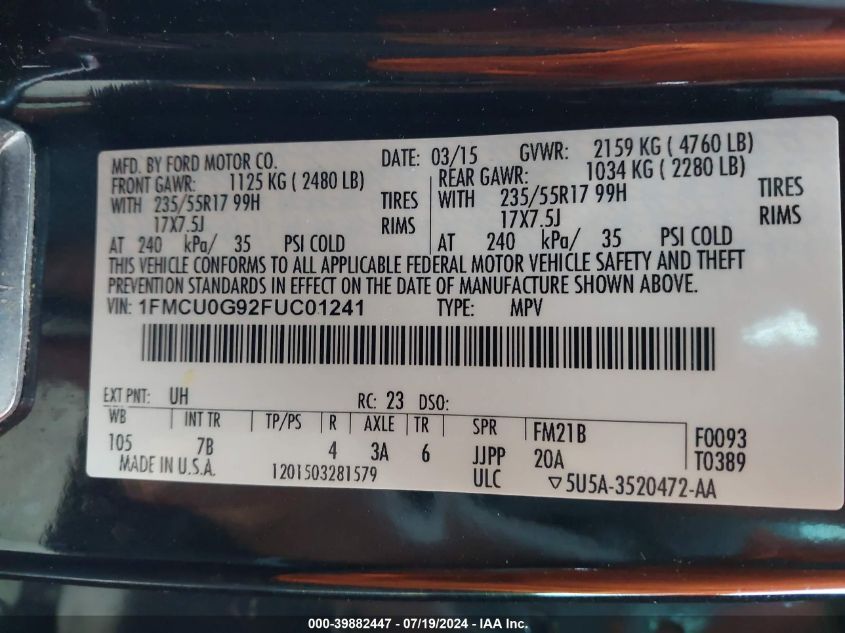 MFD. BY FORD MOTOR CO. DATE: 03/15 GVWR: 2159 KG ( 4760 LB)
FRONT GAWR: 1125 KG ( 2480 LB) REAR GAWR: 1034 KG ( 2280 LB)
WITH 235/55R17 99H TIRES WITH 235/55R17 99H TIRES
17X7.5J RIMS 17X7.5J RIMS
AT 240 kPa/ 35 PSI COLD AT 240 kPa/ 35 PSI COLD
THIS VEHICLE CONFORMS TO ALL APPLICABLE FEDERAL MOTOR VEHICLE SAFETY AND THEFT
PREVENTION STANDARDS IN EFFECT ON THE DATE OF MANUFACTURE SHOWN ABOVE.
VIN: 1FMCU0G92FUC01241 TYPE: MPV
EXT PNT: UH RC: 23 DSO:
WB INT TR TP/PS R AXLE TR SPR FM21B F0093
105 7B 4 3A 6 JJPP 20A T0389
MADE IN U.S.A. 1201503281579 ULC ▽5U5A-3520472-AA
000-39882447 - 07/19/2024 - IAA Inc.